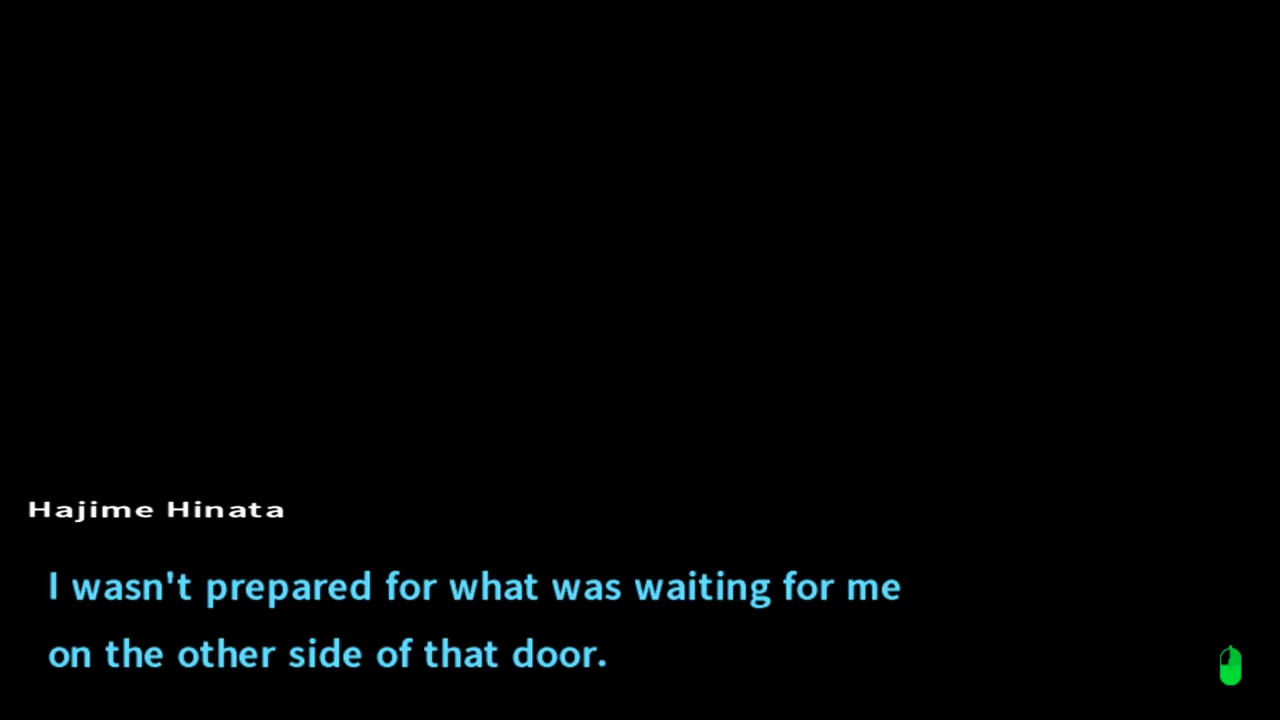 Hajime Hinata
I wasn't prepared for what was waiting for me
on the other side of that door.